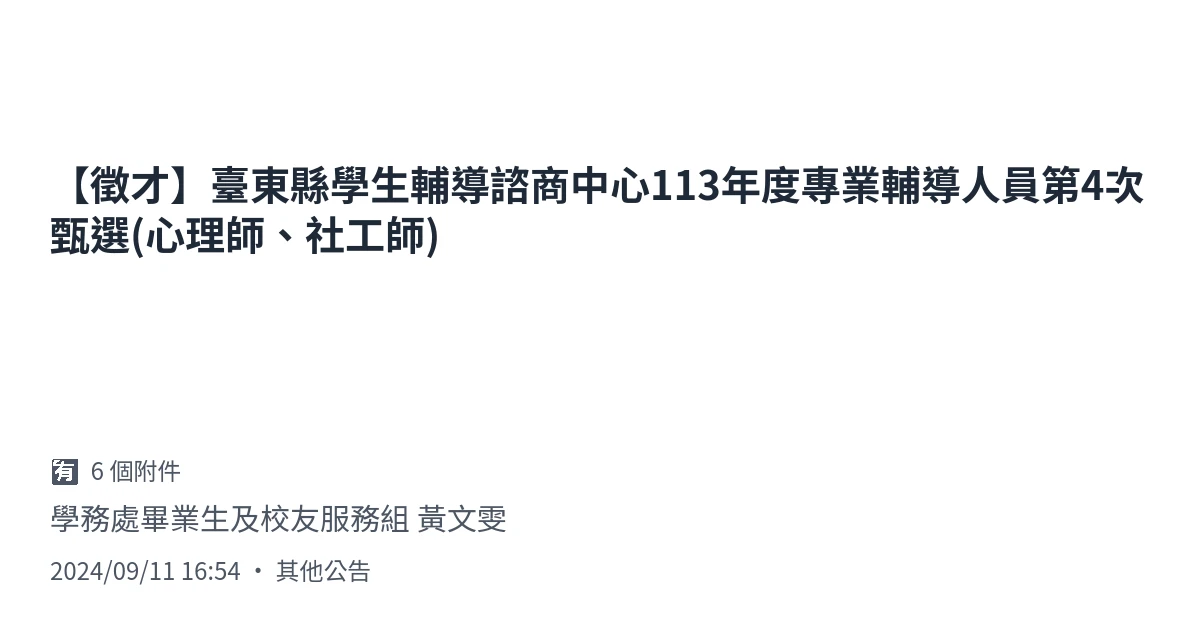 【徵才】臺東縣學生輔導諮商中心113年度專業輔導人員第4次
甄選(心理師、社工師)
有 6 個附件
學務處畢業生及校友服務組 黃文雯
2024/09/11 16:54 • 其他公告